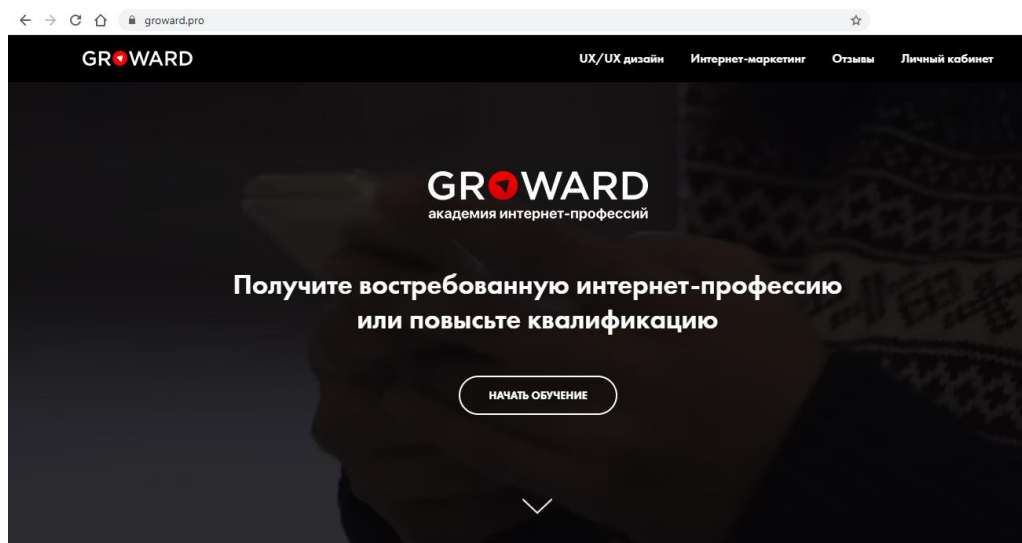 groward.pro
GROWARD
UX/UX дизайн
Интернет-маркетинг
Отзывы
Личный кабинет
GROWARD
академия интернет-профессий
Получите востребованную интернет-профессию
или повысьте квалификацию
НАЧАТЬ ОБУЧЕНИЕ